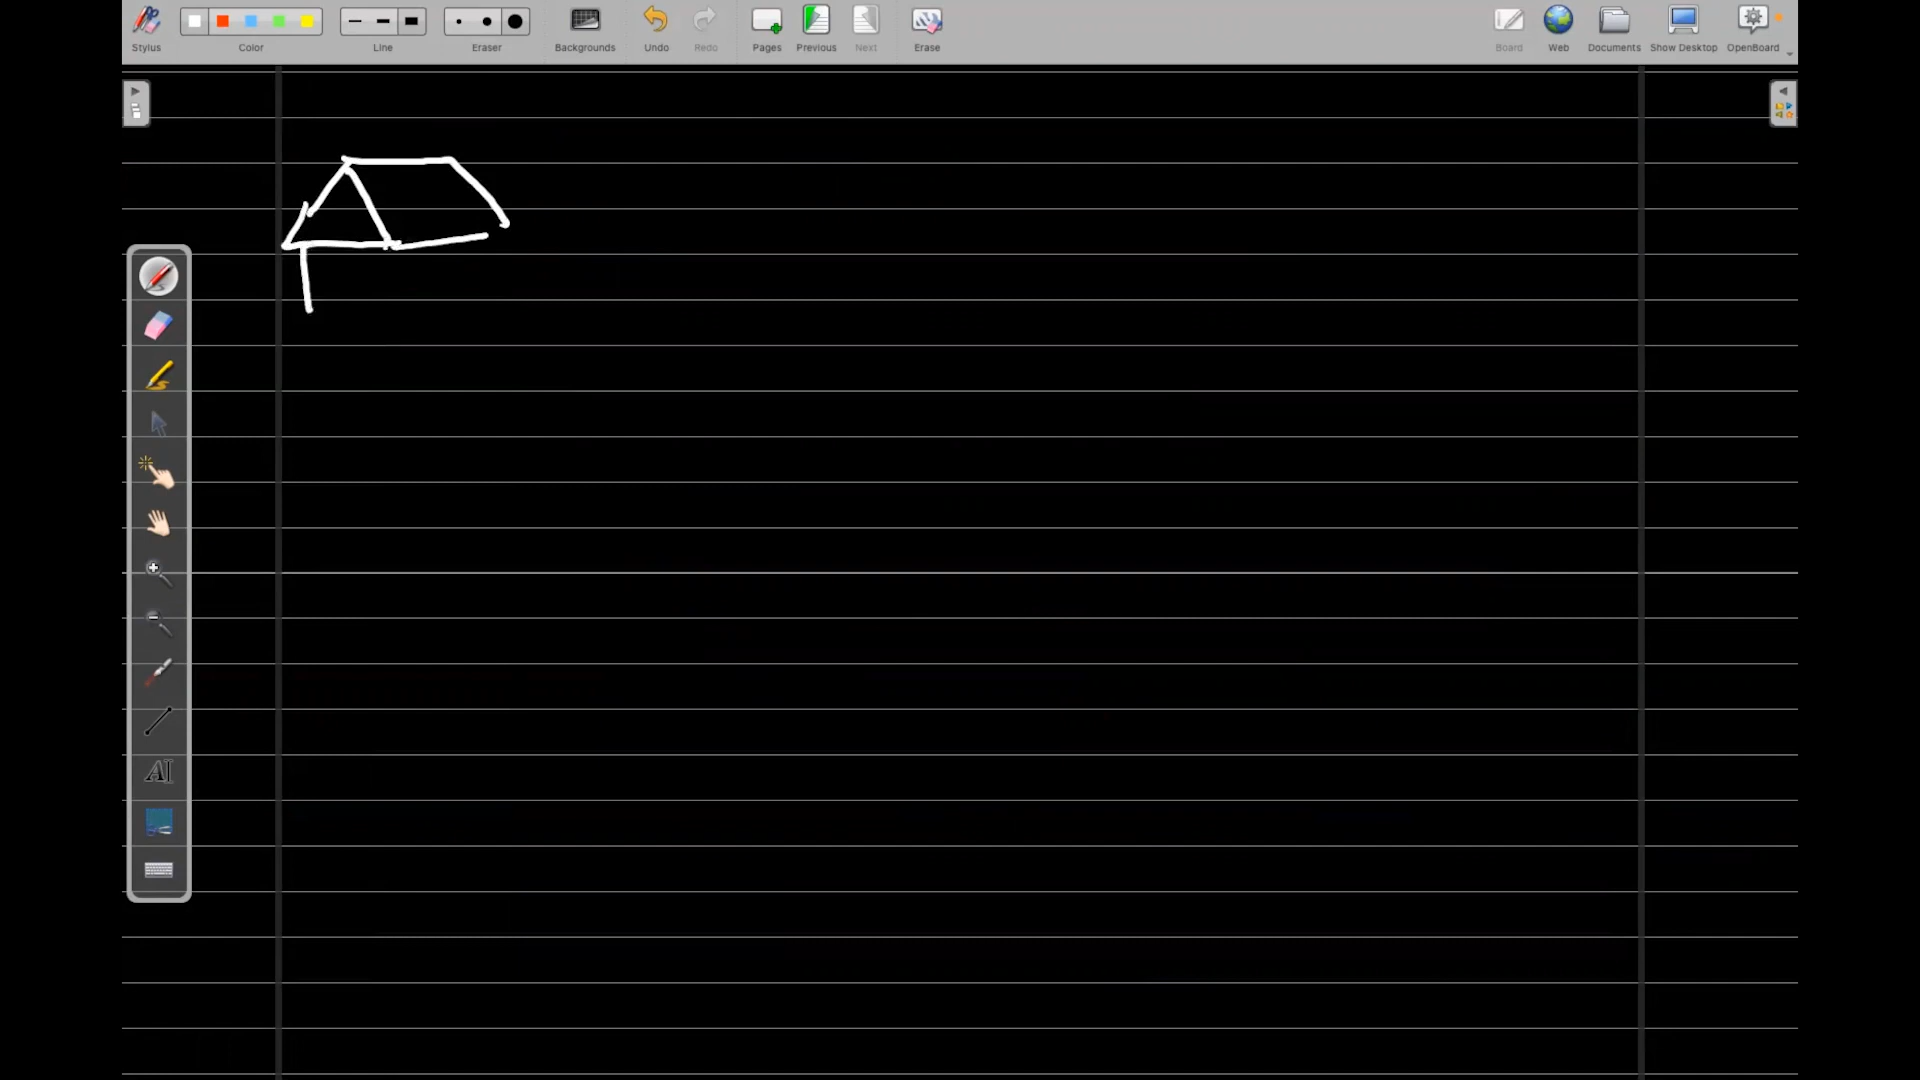 Stylus
Color
Line
Eraser
Backgrounds
Undo
Redo
Pages
Previous
Next
Erase
Board
Web
Documents
Show Desktop
OpenBoard